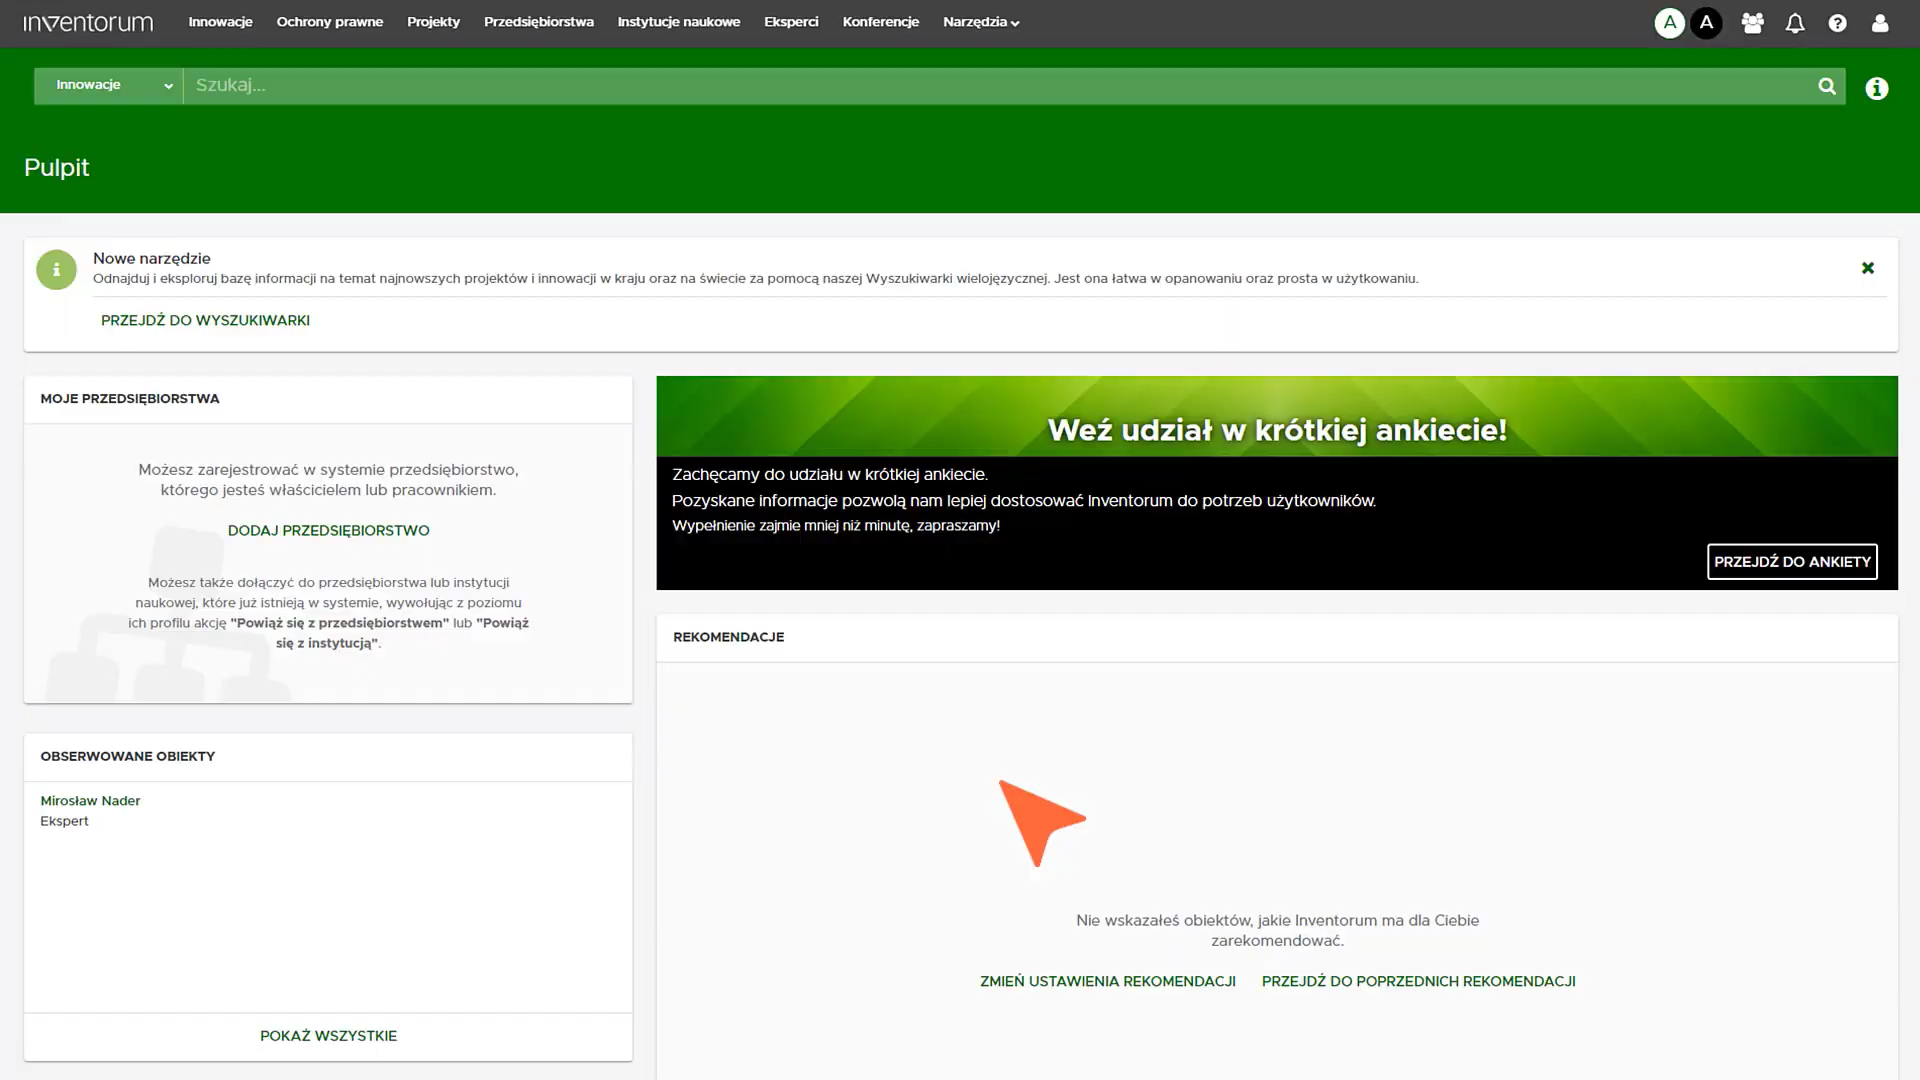 inventorum
Innowacje Ochrony prawne Projekty Przedsiębiorstwa Instytucje naukowe Eksperci Konferencje Narzędzia A A
Innowacje Szukaj...
Pulpit
Nowe narzędzie
Odnajduj i eksploruj bazę informacji na temat najnowszych projektów i innowacji w kraju oraz na świecie za pomocą naszej Wyszukiwarki wielojęzycznej. Jest ona łatwa w opanowaniu oraz prosta w użytkowaniu.
PRZEJDŹ DO WYSZUKIWARKI
MOJE PRZEDSIĘBIORSTWA
Możesz zarejestrować w systemie przedsiębiorstwo,
którego jesteś właścicielem lub pracownikiem.
DODAJ PRZEDSIĘBIORSTWO
Możesz także dołączyć do przedsiębiorstwa lub instytucji
naukowej, które już istnieją w systemie, wywołując z poziomu
ich profilu akcję "Powiąż się z przedsiębiorstwem" lub "Powiąż
się z instytucją".
OBSERWOWANE OBIEKTY
Mirosław Nader
Ekspert
POKAŻ WSZYSTKIE
Weź udział w krótkiej ankiecie!
Zachęcamy do udziału w krótkiej ankiecie.
Pozyskane informacje pozwolą nam lepiej dostosować Inventorum do potrzeb użytkowników.
Wypełnienie zajmie mniej niż minutę, zapraszamy!
PRZEJDŹ DO ANKIETY
REKOMENDACJE
Nie wskazałeś obiektów, jakie Inventorum ma dla Ciebie
zarekomendować.
ZMIEŃ USTAWIENIA REKOMENDACJI PRZEJDŹ DO POPRZEDNICH REKOMENDACJI